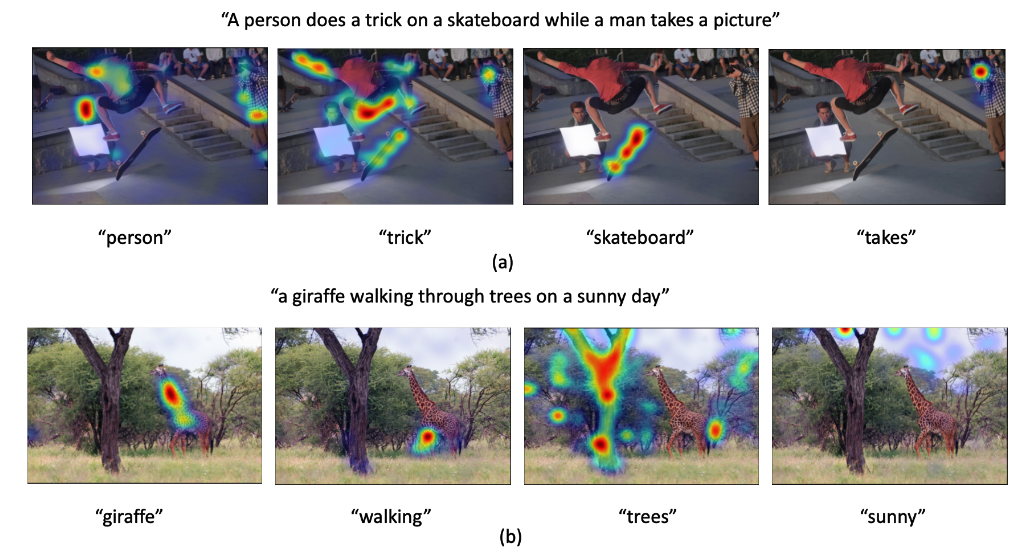 “A person does a trick on a skateboard while a man takes a picture”
“person” “trick” “skateboard” “takes”
(a)
“a giraffe walking through trees on a sunny day”
“giraffe” “walking” “trees” “sunny”
(b)